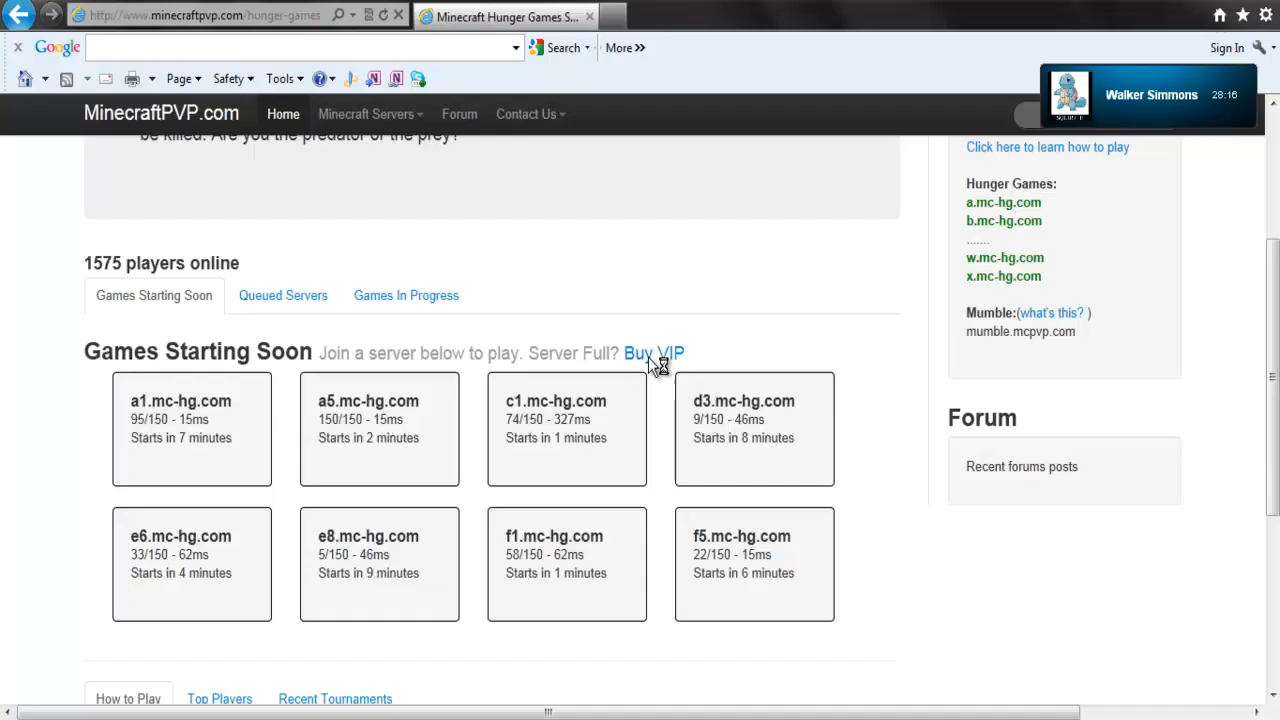 http://www.minecraftpvp.com/hunger-games
Minecraft Hunger Games S...
x Google
Search
More »
Sign In
Page
Safety
Tools
Walker Simmons 28:16
MinecraftPVP.com
Home
Minecraft Servers
Forum
Contact Us
be killed. Are you the predator or the prey?
Click here to learn how to play
Hunger Games:
a.mc-hg.com
b.mc-hg.com
.......
w.mc-hg.com
x.mc-hg.com
Mumble:(what's this? )
mumble.mcpvp.com
1575 players online
Games Starting Soon
Queued Servers
Games In Progress
Games Starting Soon Join a server below to play. Server Full? Buy VIP
a1.mc-hg.com
95/150 - 15ms
Starts in 7 minutes
a5.mc-hg.com
150/150 - 15ms
Starts in 2 minutes
c1.mc-hg.com
74/150 - 327ms
Starts in 1 minutes
d3.mc-hg.com
9/150 - 46ms
Starts in 8 minutes
e6.mc-hg.com
33/150 - 62ms
Starts in 4 minutes
e8.mc-hg.com
5/150 - 46ms
Starts in 9 minutes
f1.mc-hg.com
58/150 - 62ms
Starts in 1 minutes
f5.mc-hg.com
22/150 - 15ms
Starts in 6 minutes
Forum
Recent forums posts
How to Play
Top Players
Recent Tournaments